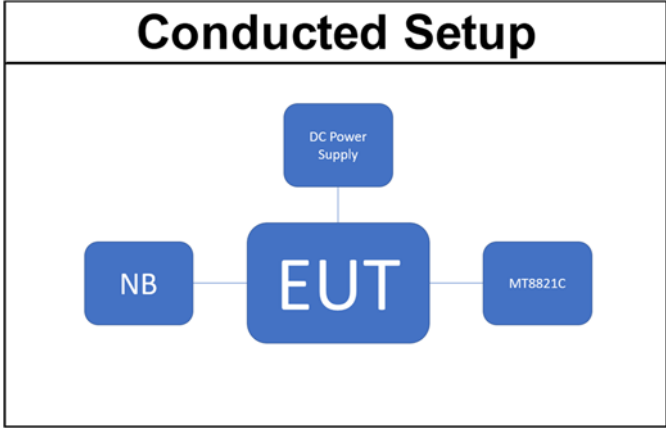 Conducted Setup
DC Power
Supply
NB
EUT
MT8821C